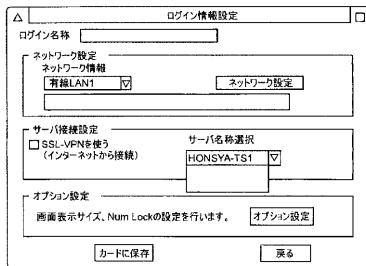 ログイン情報設定
ログイン名称
ネットワーク設定
ネットワーク情報
有線LAN1
ネットワーク設定
サーバ接続設定
SSL-VPNを使う
(インターネットから接続)
サーバ名称選択
HONSYA-TS1
オプション設定
画面表示サイズ、Num Lockの設定を行います。
オプション設定
カードに保存
戻る